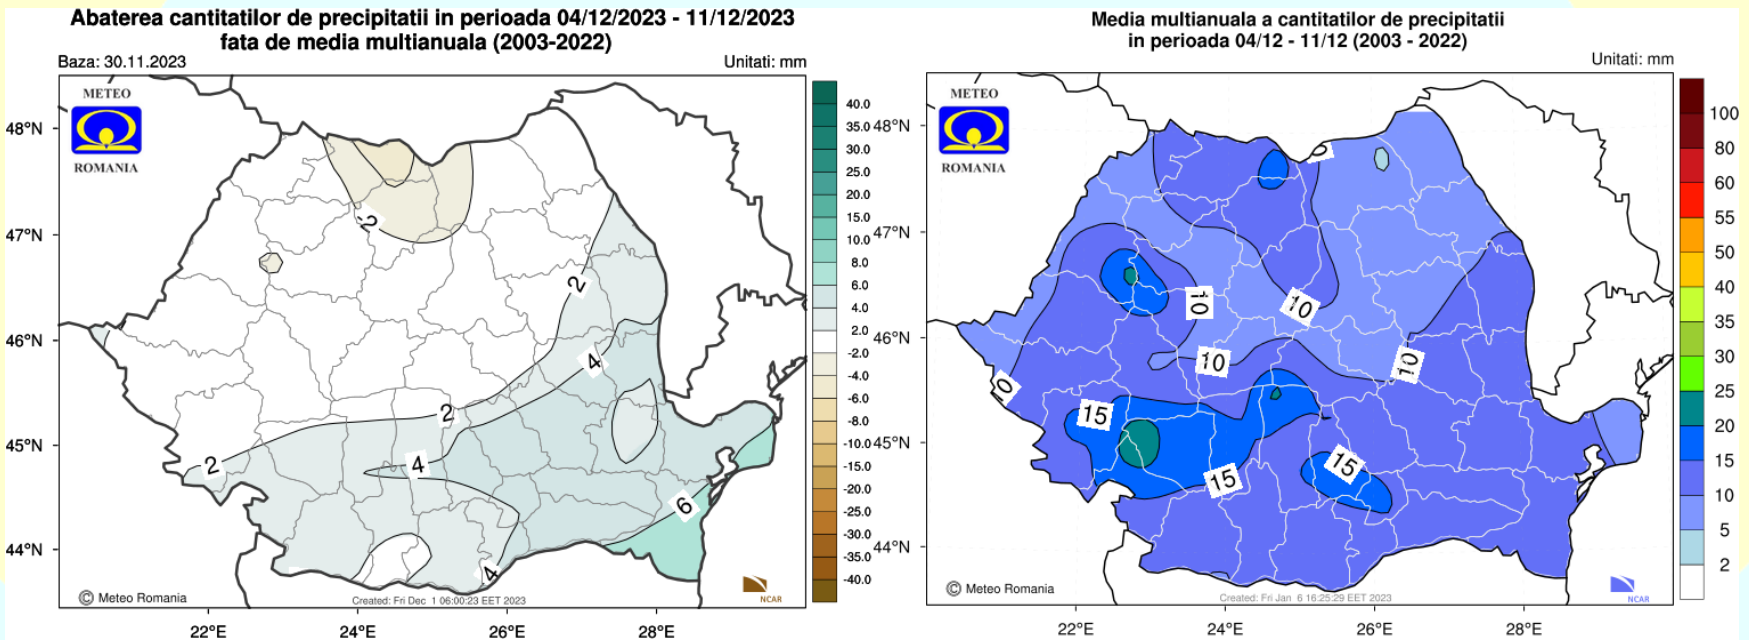 Abaterea cantitatilor de precipitatii in perioada 04/12/2023 - 11/12/2023
fata de media multianuala (2003-2022)
Baza: 30.11.2023
Unitati: mm
METEO
ROMANIA
48°N
47°N
46°N
45°N
44°N
22°E
24°E
26°E
28°E
2
2
2
4
4
4
6
© Meteo Romania
Created: Fri Dec 1 06:00:23 EET 2023
NCAR
40.0
35.0
30.0
25.0
20.0
15.0
10.0
8.0
6.0
4.0
2.0
-2.0
-4.0
-6.0
-8.0
-10.0
-15.0
-20.0
-25.0
-30.0
-35.0
-40.0
Media multianuala a cantitatilor de precipitatii
in perioada 04/12 - 11/12 (2003 - 2022)
Unitati: mm
METEO
ROMANIA
48°N
47°N
46°N
45°N
44°N
22°E
24°E
26°E
28°E
10
10
10
10
15
15
15
© Meteo Romania
Created: Fri Jan 6 16:25:29 EET 2023
NCAR
100
80
60
55
50
40
35
30
25
20
15
10
5
2